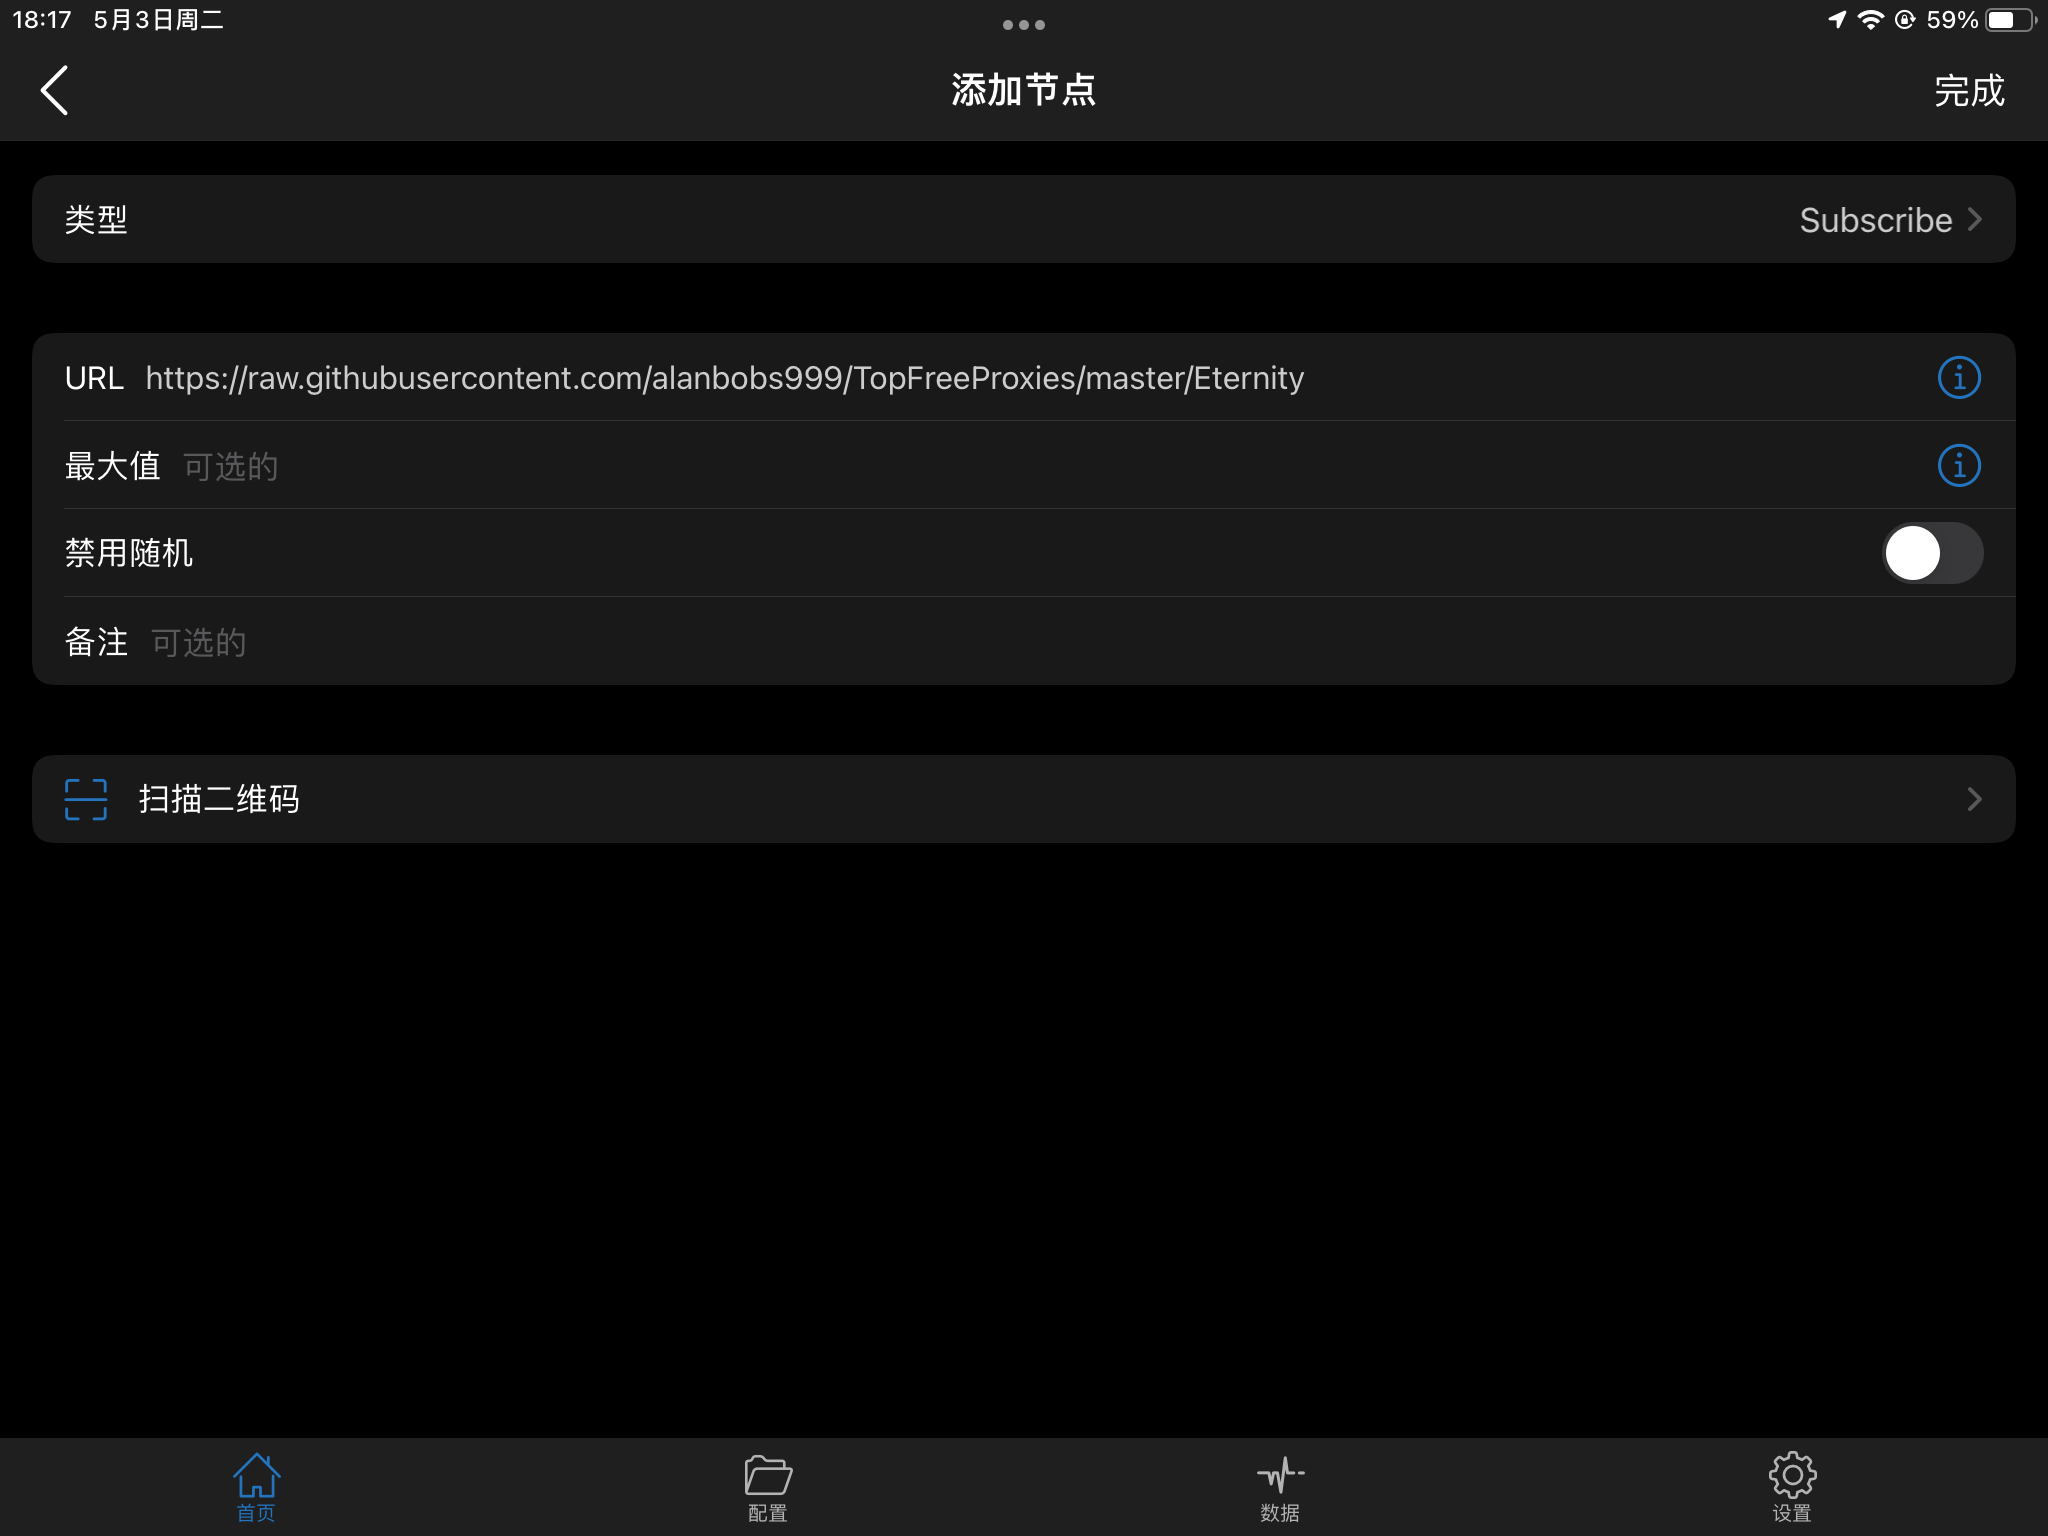 18:17 5月3日周二
59%
添加节点
完成
类型 Subscribe
URL https://raw.githubusercontent.com/alanbobs999/TopFreeProxies/master/Eternity
最大值 可选的
禁用随机
备注 可选的
扫描二维码
首页 配置 数据 设置